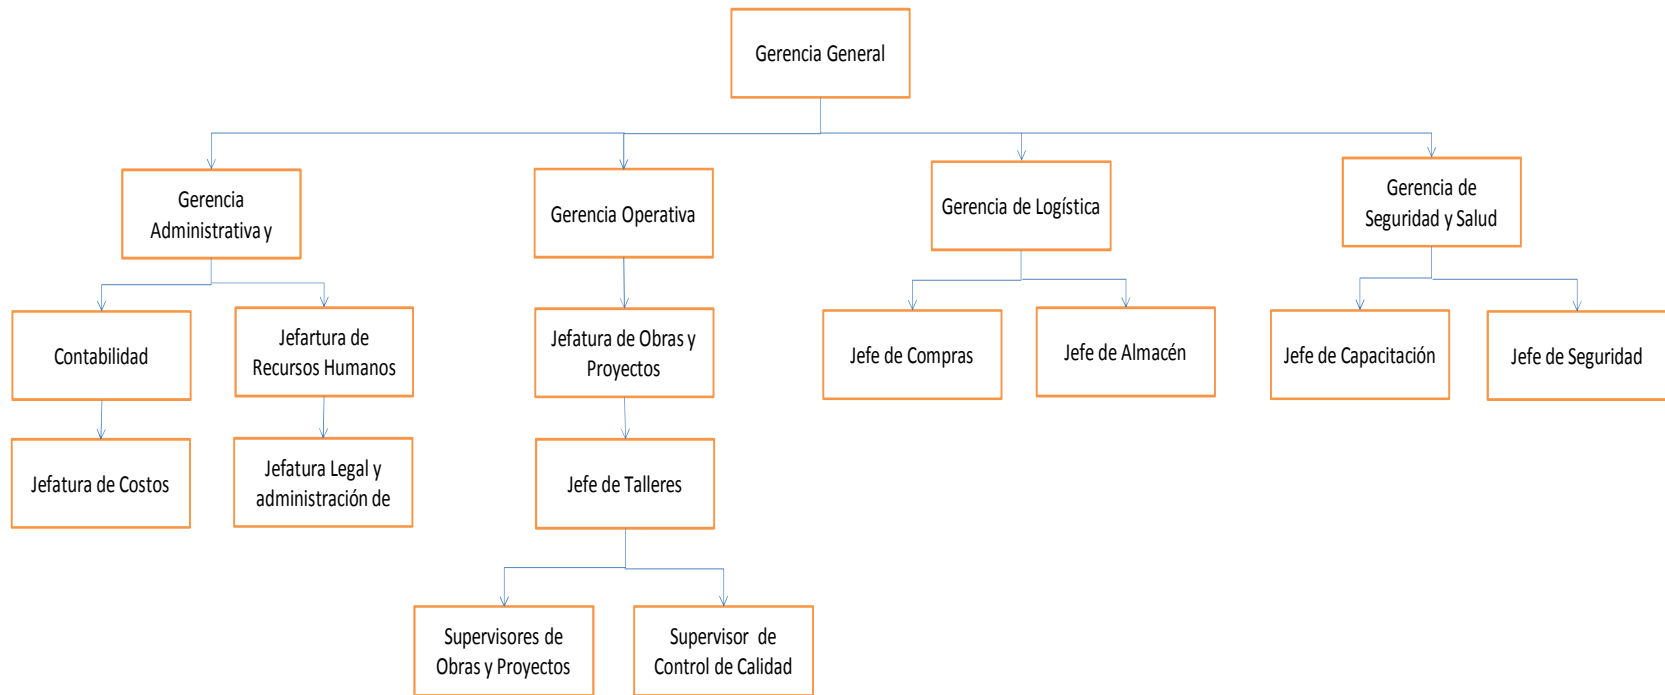 Gerencia General
Gerencia
Administrativa y
Gerencia Operativa
Gerencia de Logística
Gerencia de
Seguridad y Salud
Contabilidad
Jefartura de
Recursos Humanos
Jefatura de Obras y
Proyectos
Jefe de Compras
Jefe de Almacén
Jefe de Capacitación
Jefe de Seguridad
Jefatura de Costos
Jefatura Legal y
administración de
Jefe de Talleres
Supervisores de
Obras y Proyectos
Supervisor de
Control de Calidad